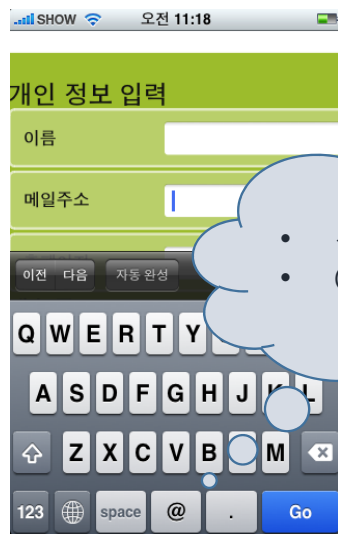 SHOW 오전 11:18
개인 정보 입력
이름
메일주소
이전 다음 자동 완성
Q W E R T Y
A S D F G H J K L
Z X C V B M
123 space @ . Go